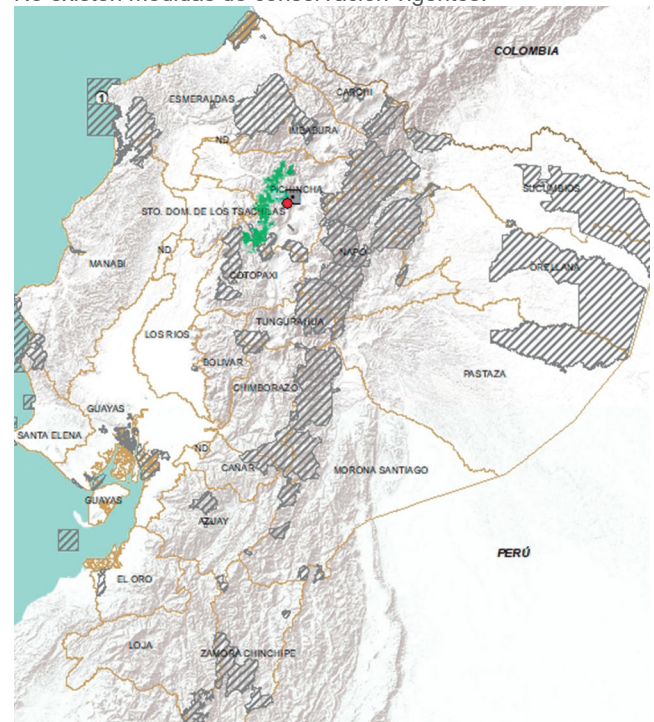 No existen medidas de conservación vigentes.
COLOMBIA
CARCHI
1
ESMERALDAS
IMBABURA
ND
PICHINCHA
SUCUMBIOS
STO. DOM. DE LOS TSACHILAS
ND
NAPO
ORELLANA
MANABI
COTOPAXI
TUNGURAHUA
LOS RIOS
BOLIVAR
PASTAZA
CHIMBORAZO
GUAYAS
SANTA ELENA
ND
CAÑAR
MORONA SANTIAGO
GUAYAS
AZUAY
PERÚ
EL ORO
LOJA
ZAMORA CHINCHIPE